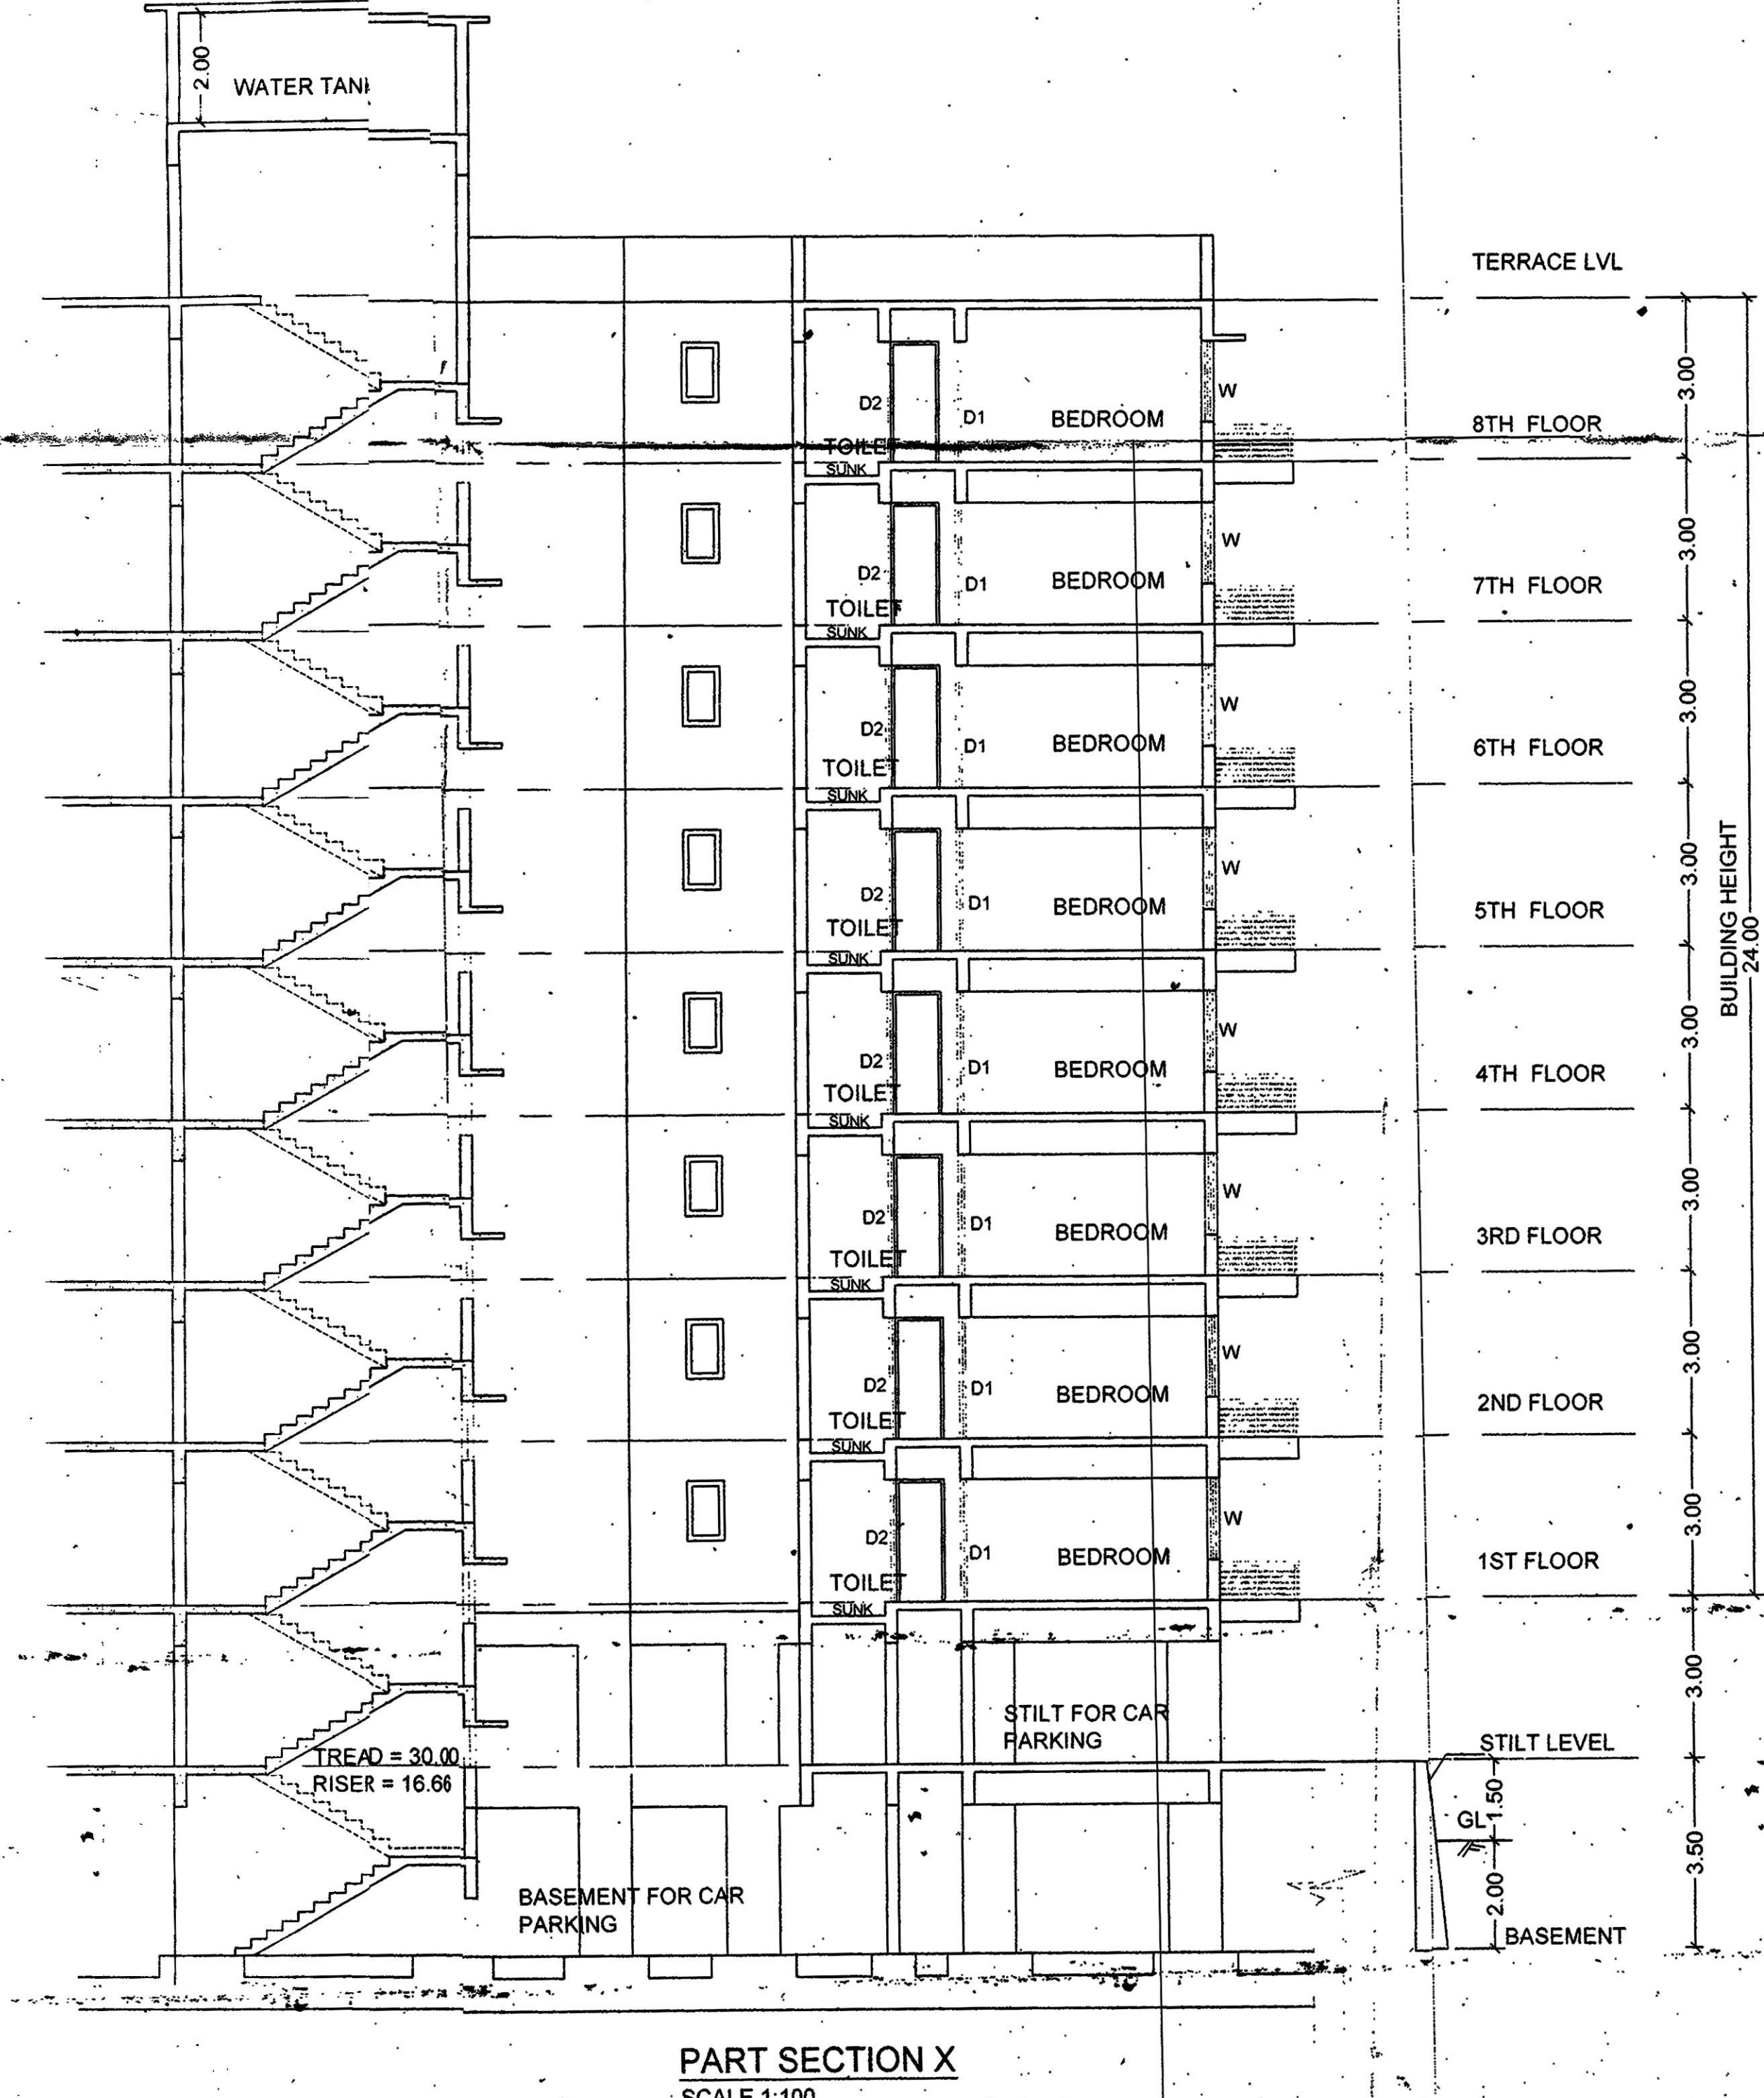 2.00
WATER TAN
TERRACE LVL
3.00
D2
D1
BEDROOM
W
8TH FLOOR
TOILET
SUNK
3.00
D2
D1
BEDROOM
W
7TH FLOOR
TOILET
SUNK
3.00
D2
D1
BEDROOM
W
6TH FLOOR
TOILET
SUNK
3.00
D2
D1
BEDROOM
W
5TH FLOOR
TOILET
SUNK
BUILDING HEIGHT
24.00
3.00
D2
D1
BEDROOM
W
4TH FLOOR
TOILET
SUNK
3.00
D2
D1
BEDROOM
W
3RD FLOOR
TOILET
SUNK
3.00
D2
D1
BEDROOM
W
2ND FLOOR
TOILET
SUNK
3.00
D2
D1
BEDROOM
W
1ST FLOOR
TOILET
SUNK
3.00
STILT FOR CAR
PARKING
STILT LEVEL
TREAD = 30.00
RISER = 16.66
1.50
GL
3.50
2.00
BASEMENT FOR CAR
PARKING
BASEMENT
PART SECTION X
SCALE 1:100